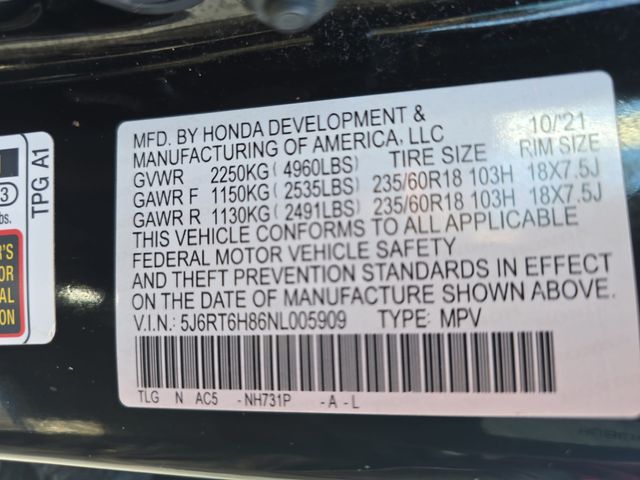 MFD. BY HONDA DEVELOPMENT & 10/'21
MANUFACTURING OF AMERICA, LLC
TIRE SIZE RIM SIZE
GVWR 2250KG ( 4960LBS)
GAWR F 1150KG ( 2535LBS) 235/60R18 103H 18X7.5J
GAWR R 1130KG ( 2491LBS) 235/60R18 103H 18X7.5J
THIS VEHICLE CONFORMS TO ALL APPLICABLE
FEDERAL MOTOR VEHICLE SAFETY
AND THEFT PREVENTION STANDARDS IN EFFECT
ON THE DATE OF MANUFACTURE SHOWN ABOVE.
V.I.N.: 5J6RT6H86NL005909 TYPE: MPV
TLG N AC5 -NH731P -A-L
TPG A1
3
bs.